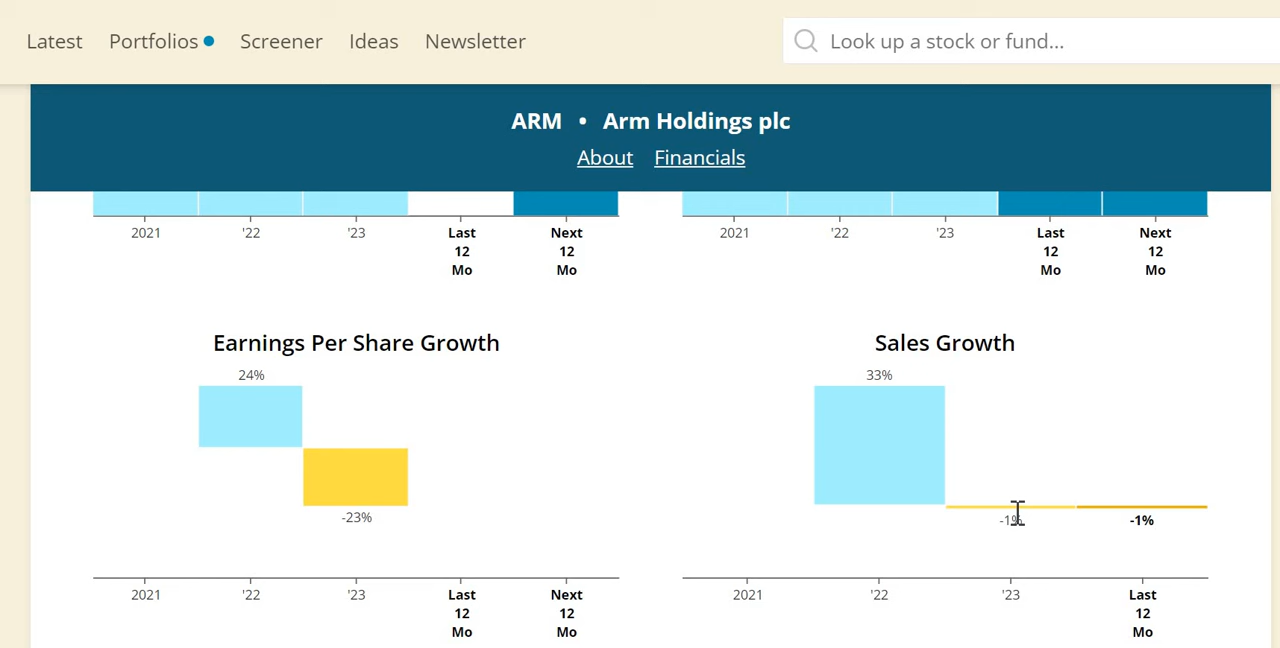 Latest Portfolios Screener Ideas Newsletter Look up a stock or fund...
ARM • Arm Holdings plc
About Financials
2021 '22 '23 Last 12 Mo Next 12 Mo
2021 '22 '23 Last 12 Mo Next 12 Mo
Earnings Per Share Growth
24%
-23%
2021 '22 '23 Last 12 Mo Next 12 Mo
Sales Growth
33%
-1% -1%
2021 '22 '23 Last 12 Mo